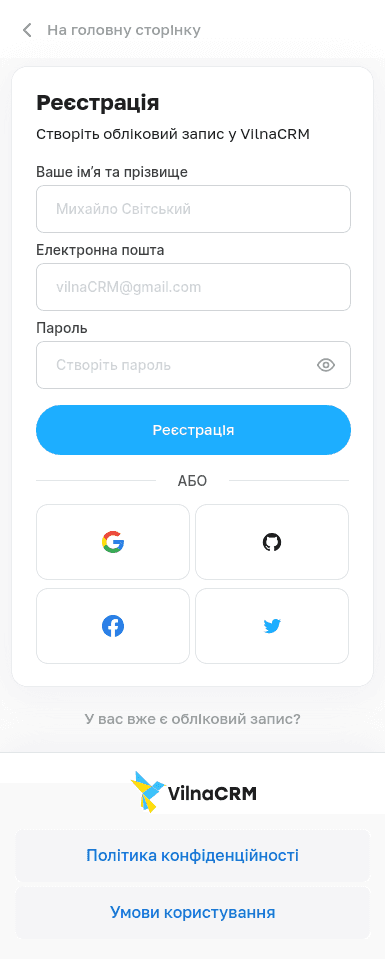 На головну сторінку
Реєстрація
Створіть обліковий запис у VilnaCRM
Ваше ім’я та прізвище
Михайло Світський
Електронна пошта
vilnaCRM@gmail.com
Пароль
Створіть пароль
Реєстрація
АБО
У вас вже є обліковий запис?
VilnaCRM
Політика конфіденційності
Умови користування